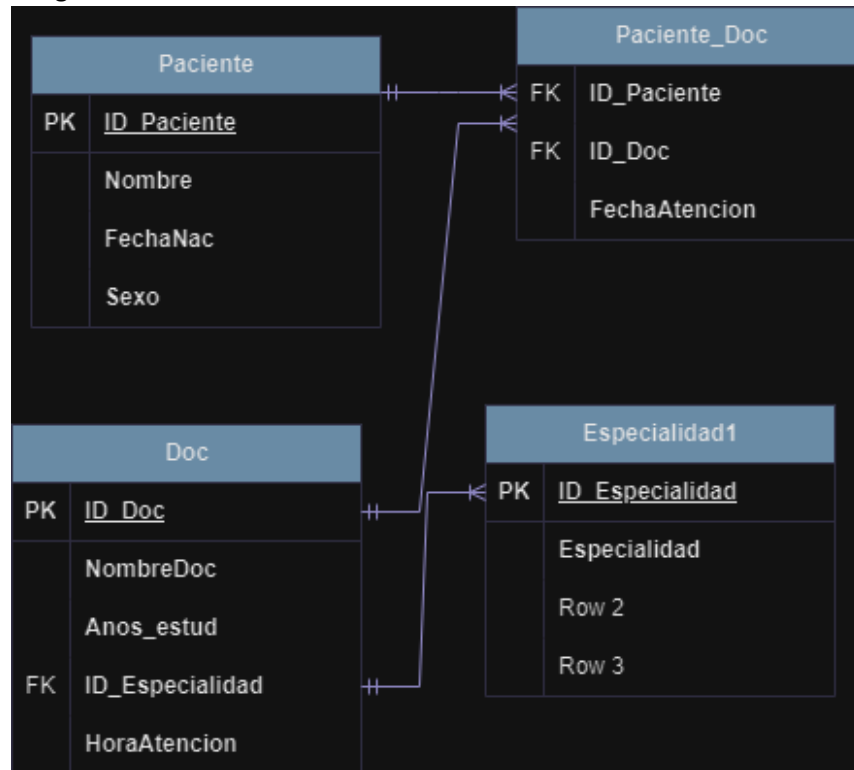 Paciente
PK ID_Paciente
Nombre
FechaNac
Sexo
Paciente_Doc
FK ID_Paciente
FK ID_Doc
FechaAtencion
Doc
PK ID_Doc
NombreDoc
Anos_estud
FK ID_Especialidad
HoraAtencion
Especialidad1
PK ID_Especialidad
Especialidad
Row 2
Row 3